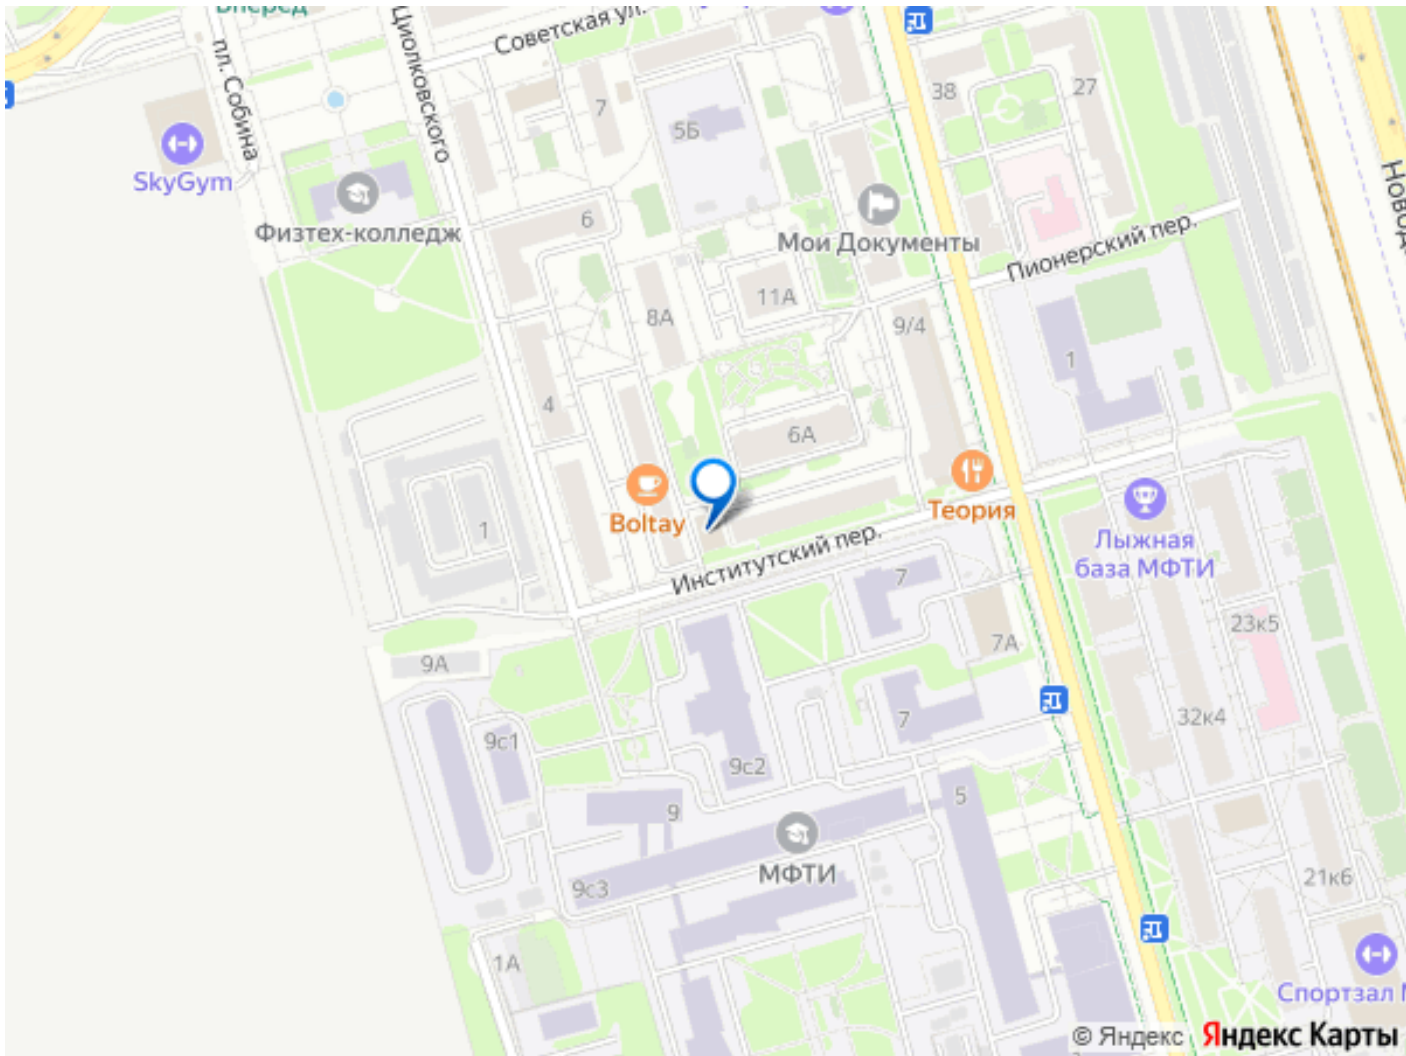 Вперёд
Советская ул.
пл. Собина
Циолковского
7
38
27
5Б
SkyGym
Физтех-колледж
6
Мои Документы
Пионерский пер.
11А
8А
9/4
1
4
6А
Boltay
Теория
1
Лыжная
база МФТИ
Институтский пер.
7
7А
23к5
9А
7
32к4
9с1
9с2
9
5
МФТИ
9с3
21к6
1А
Спортзал
© Яндекс
Яндекс Карты